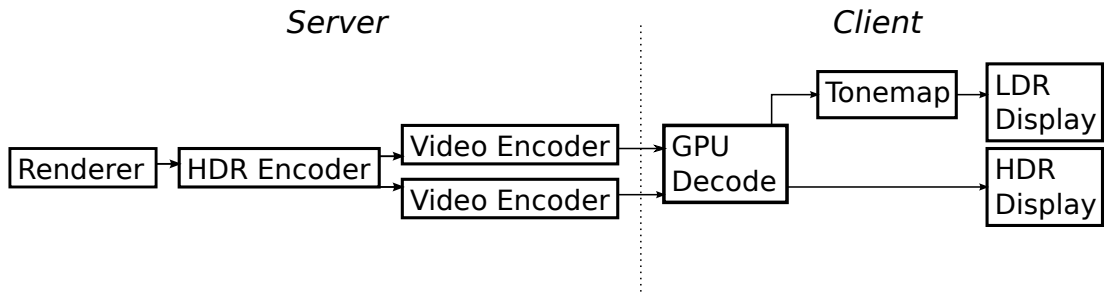 Server
Client
Renderer
HDR Encoder
Video Encoder
Video Encoder
GPU
Decode
Tonemap
LDR
Display
HDR
Display